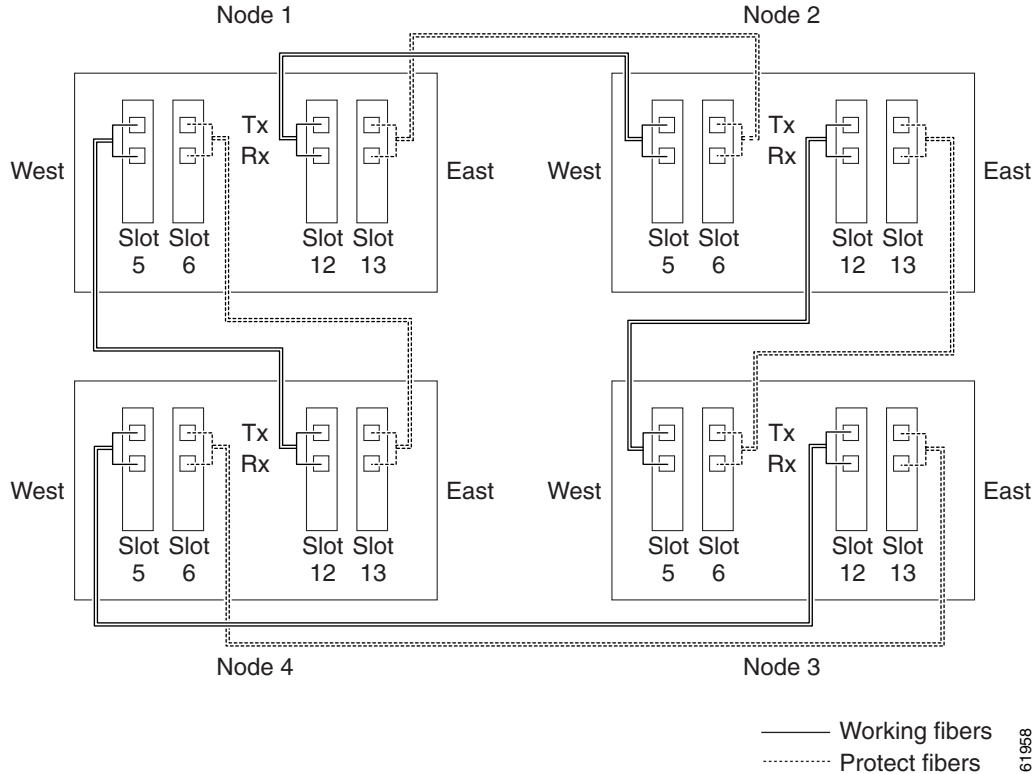 Node 1
Node 2
Tx
Rx
West
East
Slot 5
Slot 6
Slot 12
Slot 13
Tx
Rx
West
East
Slot 5
Slot 6
Slot 12
Slot 13
Tx
Rx
West
East
Slot 5
Slot 6
Slot 12
Slot 13
Tx
Rx
West
East
Slot 5
Slot 6
Slot 12
Slot 13
Node 4
Node 3
Working fibers
Protect fibers
61958